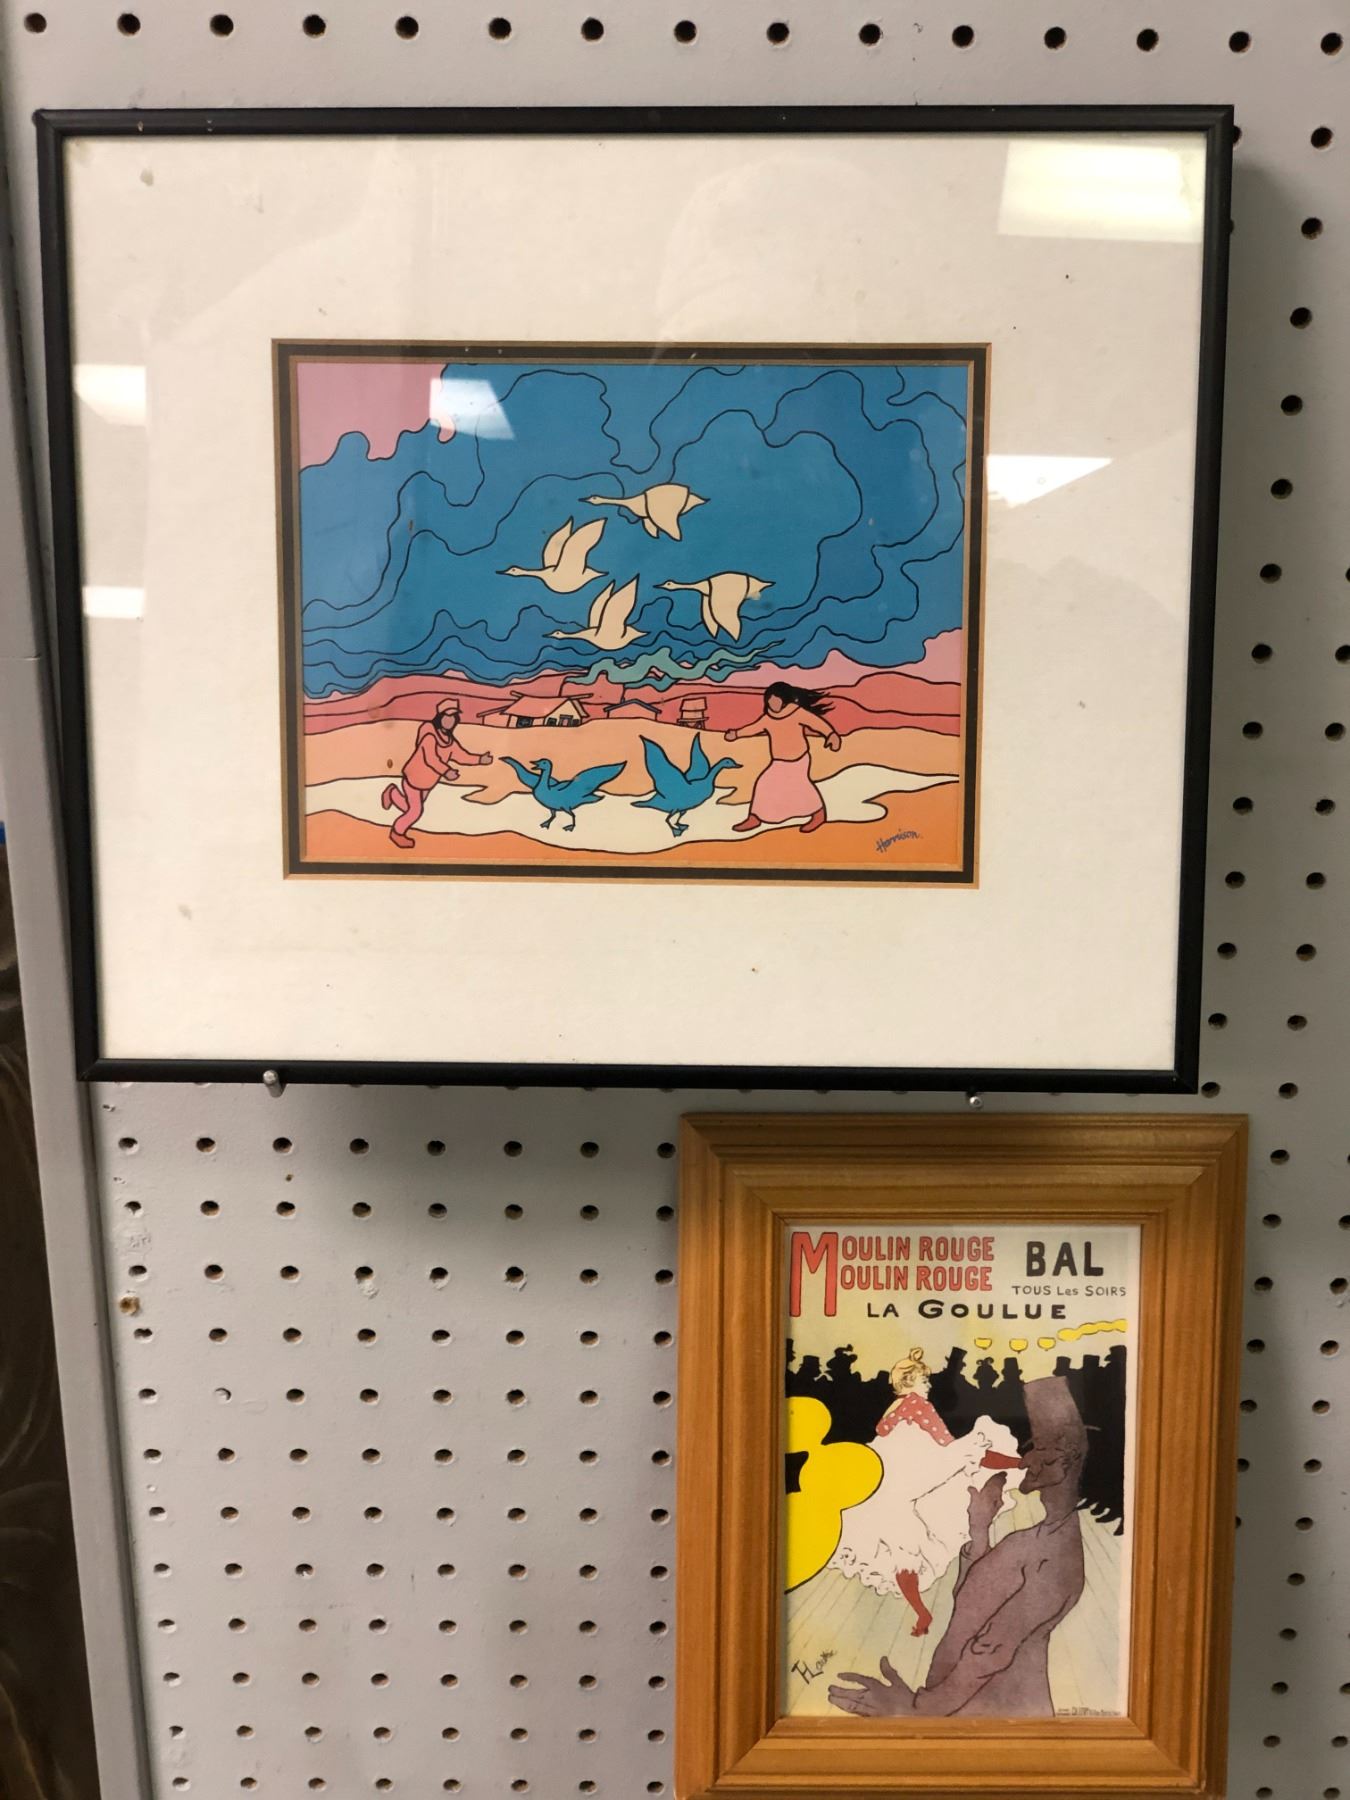 Harrison.
MOULIN ROUGE BAL
MOULIN ROUGE TOUS LES SOIRS
LA GOULUE